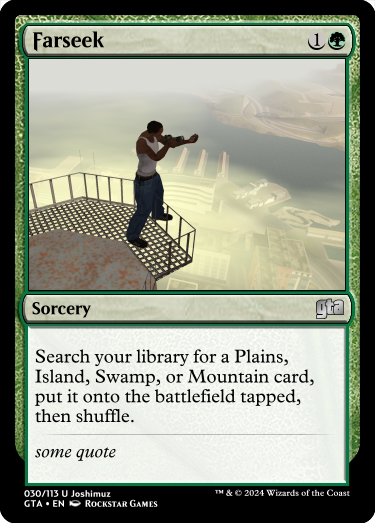 Farseek 1
Sorcery gta
Search your library for a Plains,
Island, Swamp, or Mountain card,
put it onto the battlefield tapped,
then shuffle.
some quote
030/113 U Joshimuz ™ & © 2024 Wizards of the Coast
GTA • EN Rockstar Games